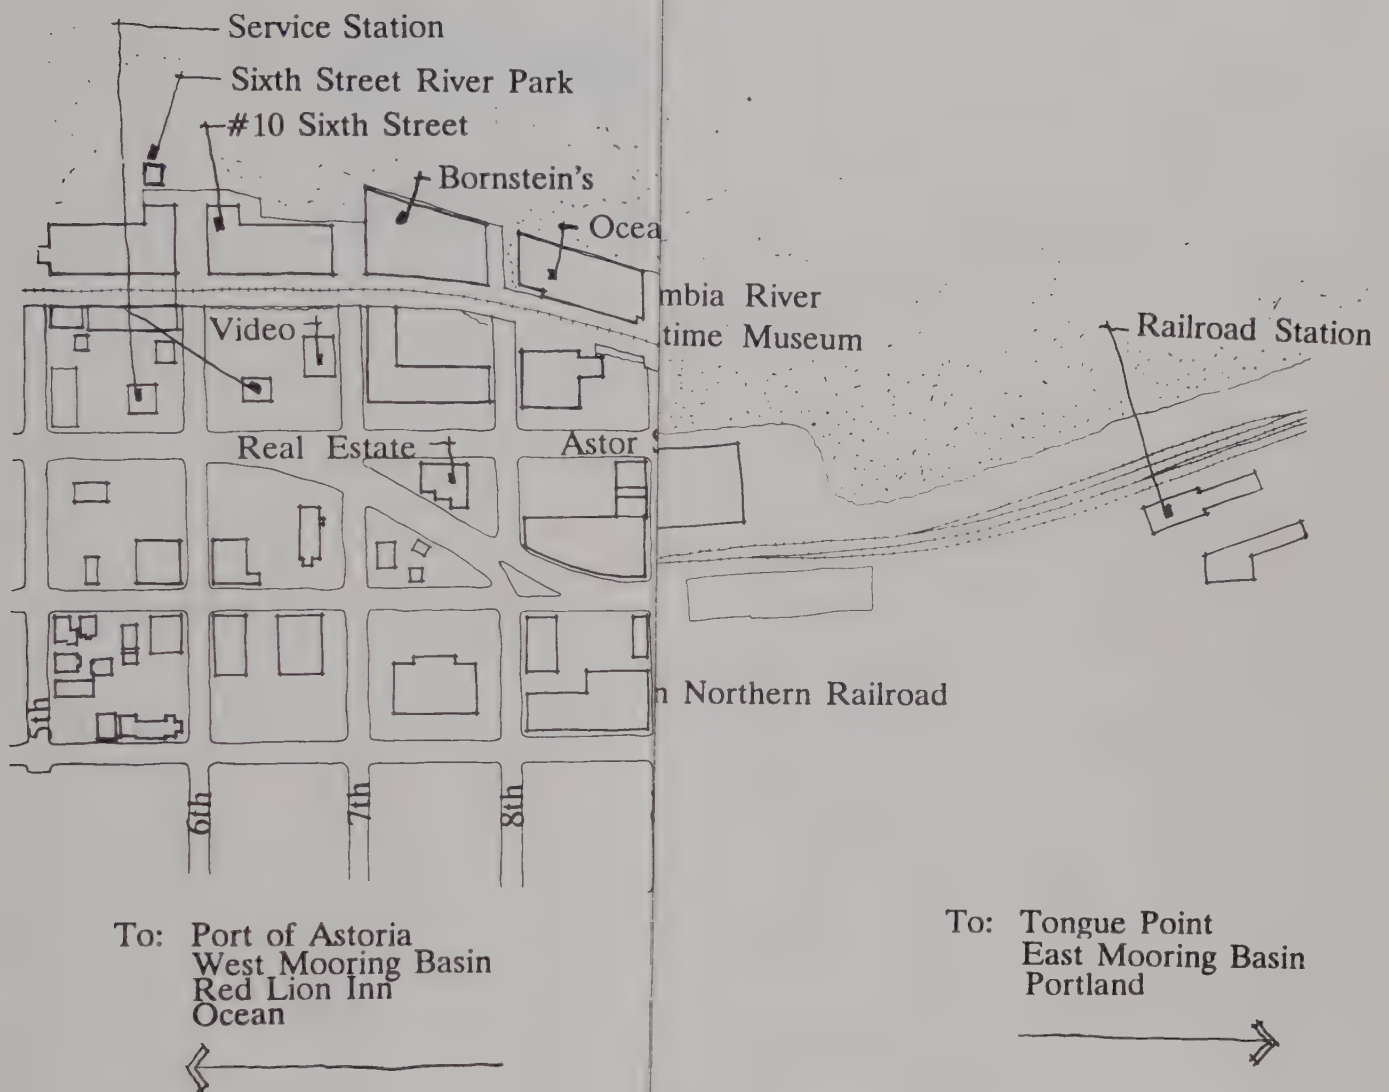 Service Station
Sixth Street River Park
#10 Sixth Street
Bornstein's
Ocea
mbia River
time Museum
Railroad Station
Video
Real Estate
Astor
n Northern Railroad
5th
6th
7th
8th
To: Port of Astoria
West Mooring Basin
Red Lion Inn
Ocean
To: Tongue Point
East Mooring Basin
Portland